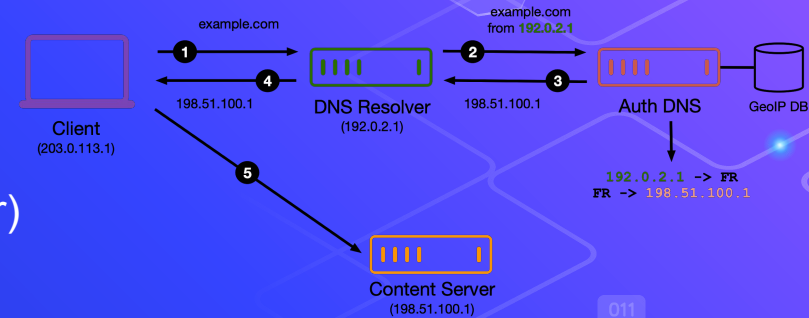 example.com
1
example.com
from 192.0.2.1
2
4
198.51.100.1
3
198.51.100.1
Client
(203.0.113.1)
DNS Resolver
(192.0.2.1)
Auth DNS
GeoIP DB
192.0.2.1 -> FR
FR -> 198.51.100.1
5
r)
Content Server
(198.51.100.1)
011